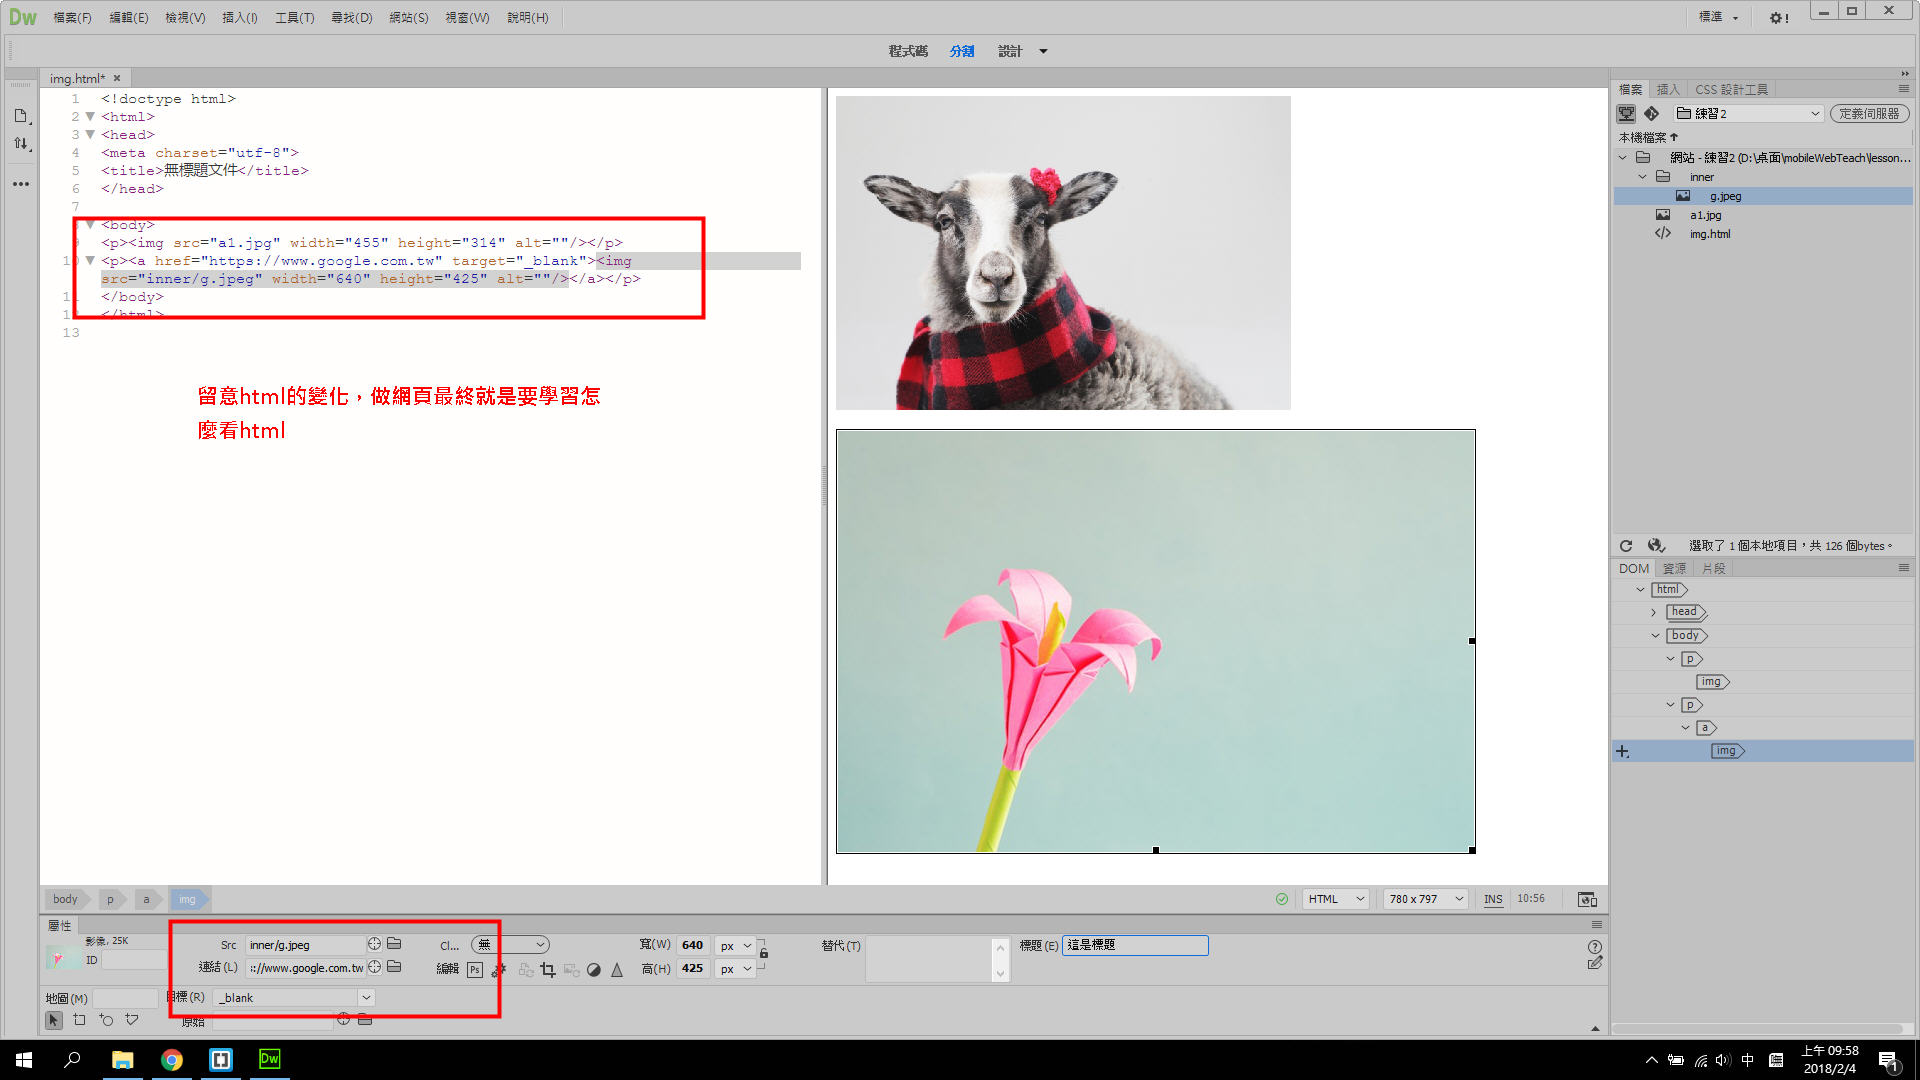 Dw 檔案(F) 編輯(E) 檢視(V) 插入(I) 工具(T) 尋找(D) 網站(S) 視窗(W) 說明(H) 標準
程式碼 分割 設計
img.html*
1 <!doctype html>
2 <html>
3 <head>
4 <meta charset="utf-8">
5 <title>無標題文件</title>
6 </head>
7
8 <body>
9 <p><img src="a1.jpg" width="455" height="314" alt=""/></p>
10 <p><a href="https://www.google.com.tw" target="_blank"><img
src="inner/g.jpeg" width="640" height="425" alt=""/></a></p>
11 </body>
12 </html>
13
留意html的變化，做網頁最終就是要學習怎
麼看html
檔案 插入 CSS 設計工具
練習2 定義伺服器
本機檔案
網站 - 練習2 (D:\桌面\mobileWebTeach\lesson...
inner
g.jpeg
a1.jpg
img.html
選取了 1 個本地項目，共 126 個bytes。
DOM 資源 片段
html
head
body
p
img
p
a
img
body p a img HTML 780 x 797 INS 10:56
屬性
影像, 25K
ID
Src inner/g.jpeg Cl... 無 寬(W) 640 px 替代(T) 標題(E) 這是標題
連結(L) ://www.google.com.tw 編輯 Ps 高(H) 425 px
地圖(M) 目標(R) _blank
原始
Dw 中 上午 09:58
2018/2/4
1